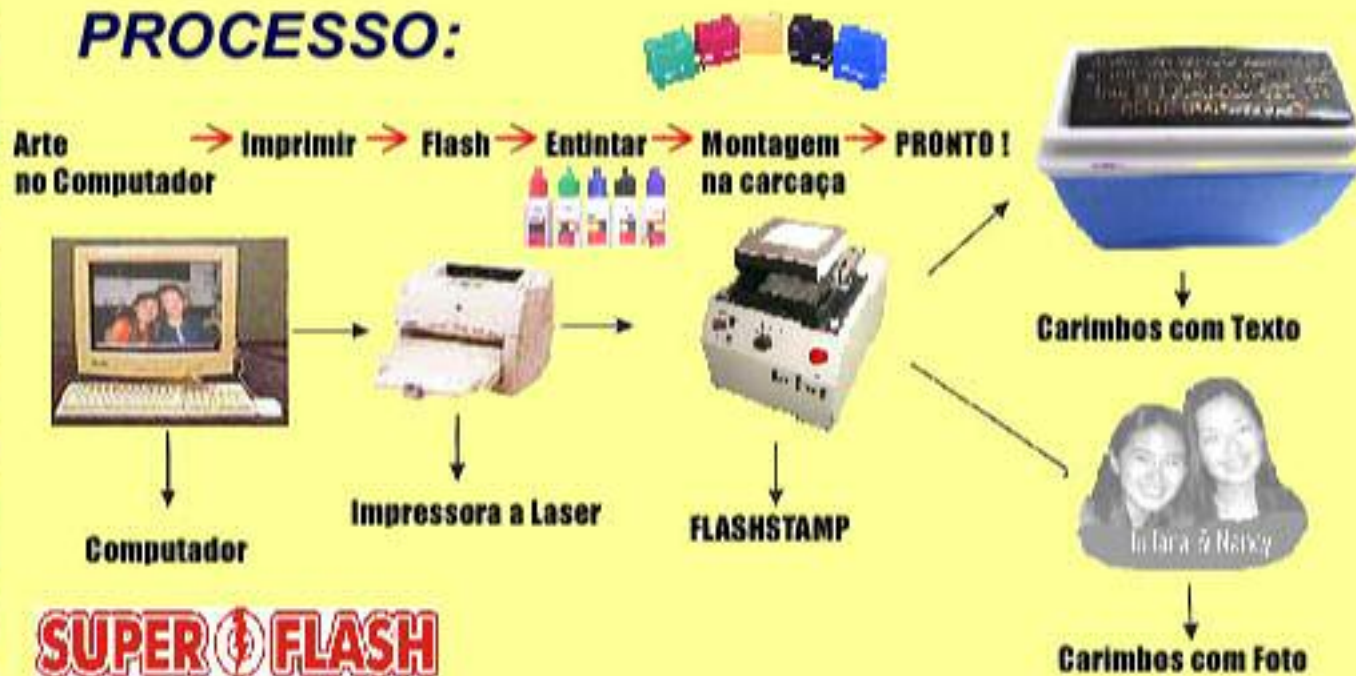 PROCESSO:
Arte → Imprimir → Flash → Entintar → Montagem → PRONTO !
no Computador
na carcaça
Computador
Impressora a Laser
FLASHSTAMP
Carimbos com Texto
& Nancy
Carimbos com Foto
SUPER FLASH